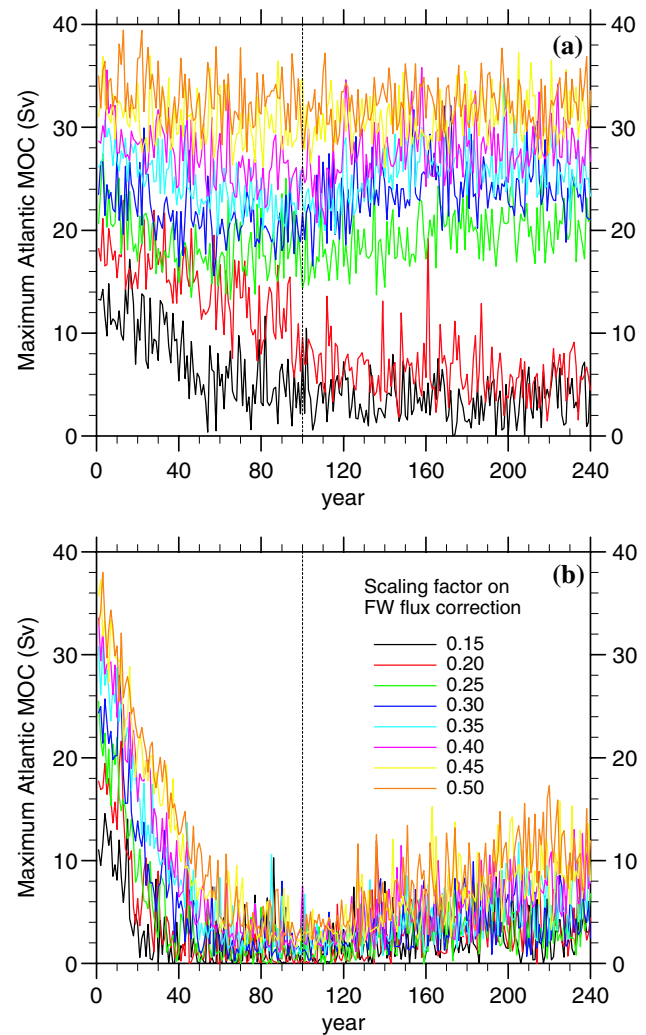 40 40
(a)
30 30
Maximum Atlantic MOC (Sv)
20 20
10 10
0 0
0 40 80 120 160 200 240
year
40 40
(b)
Scaling factor on
FW flux correction
30 30
0.15
0.20
0.25
0.30
0.35
0.40
0.45
0.50
Maximum Atlantic MOC (Sv)
20 20
10 10
0 0
0 40 80 120 160 200 240
year